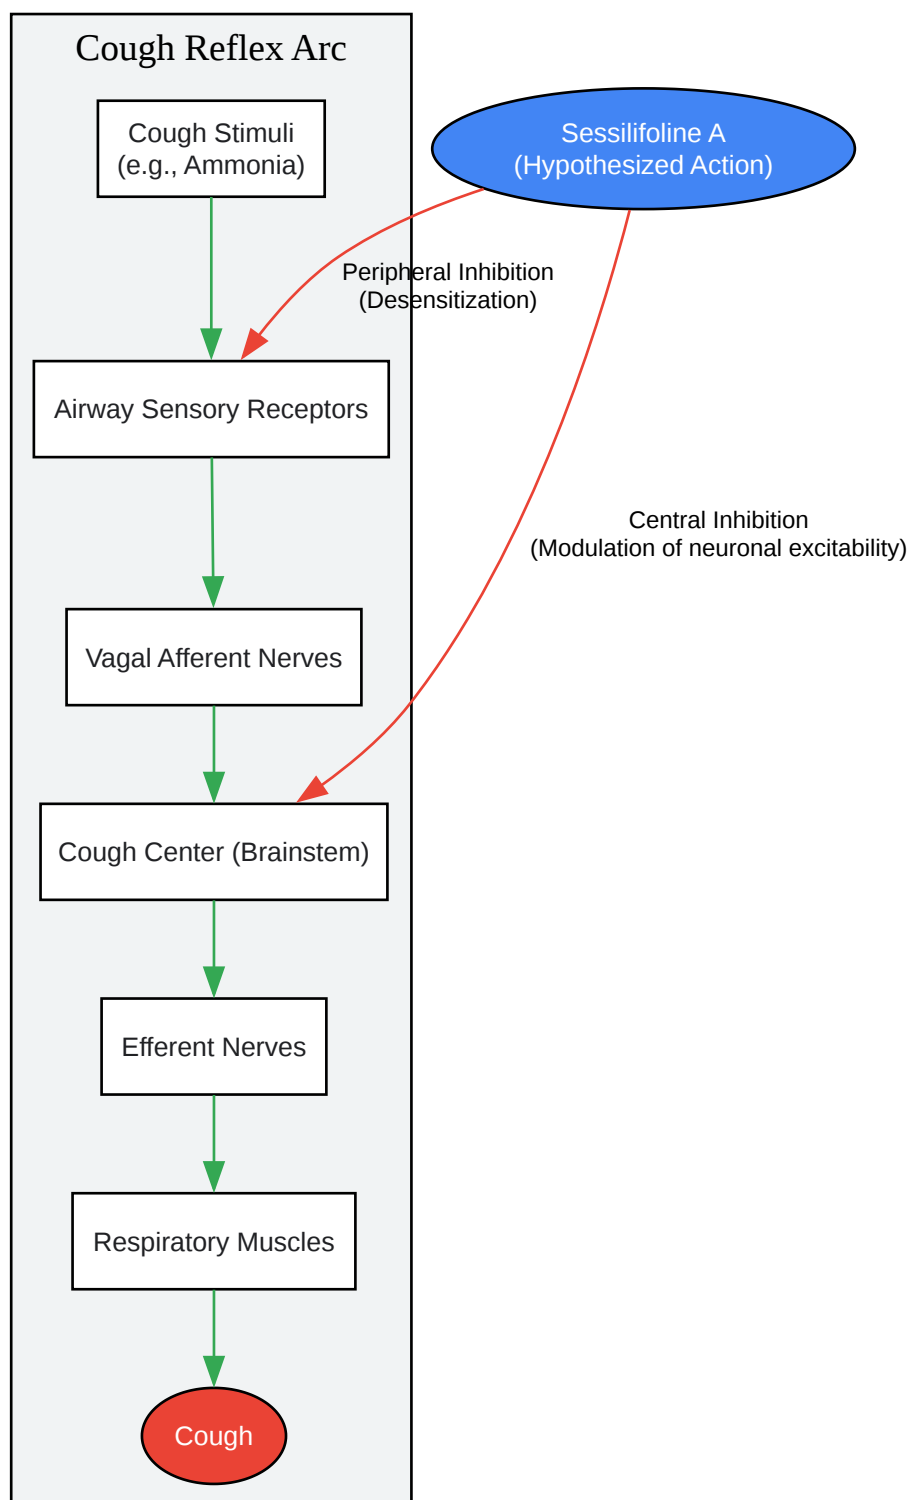 Cough Reflex Arc
Cough Stimuli
(e.g., Ammonia)
Sessilifoline A
(Hypothesized Action)
Peripheral Inhibition
(Desensitization)
Airway Sensory Receptors
Central Inhibition
(Modulation of neuronal excitability)
Vagal Afferent Nerves
Cough Center (Brainstem)
Efferent Nerves
Respiratory Muscles
Cough